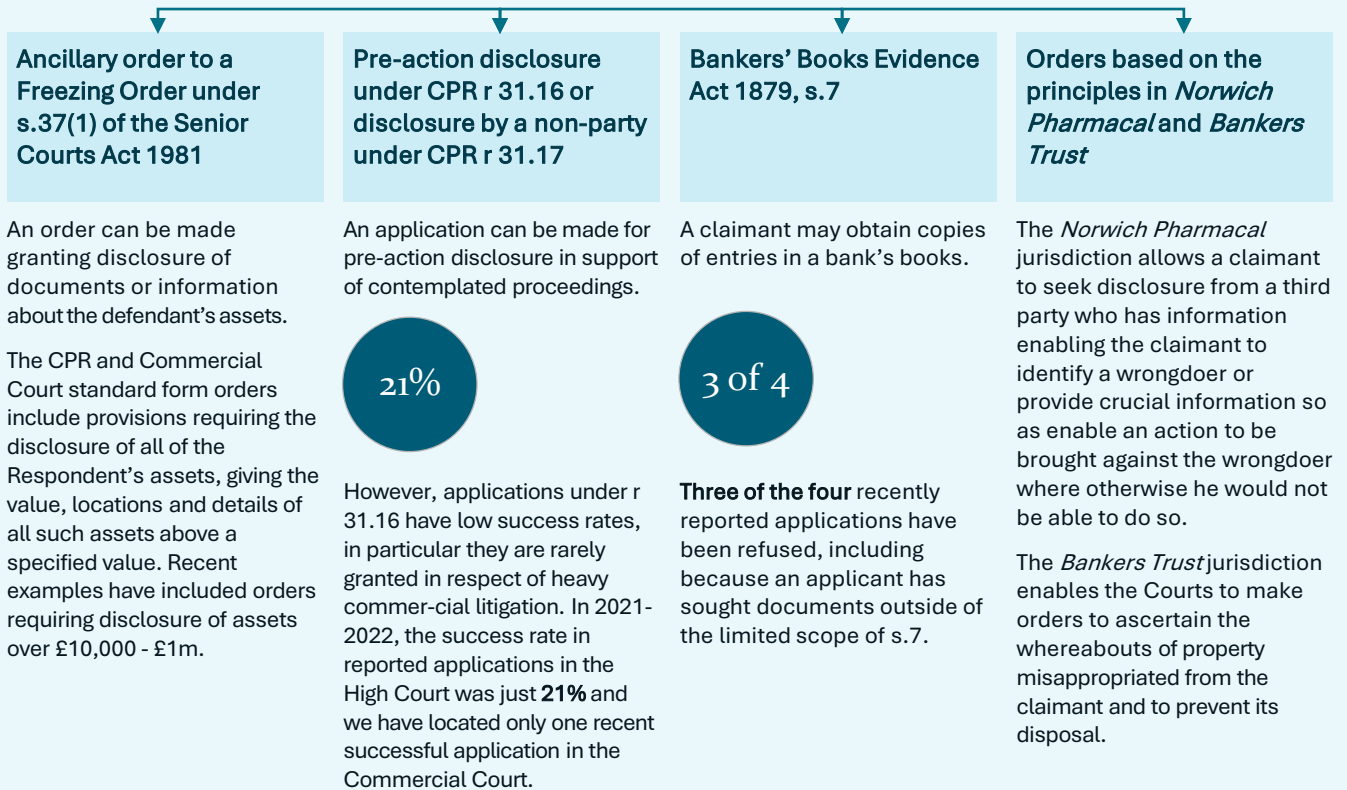 Ancillary order to a
Freezing Order under
s.37(1) of the Senior
Courts Act 1981
An order can be made
granting disclosure of
documents or information
about the defendant's assets.
The CPR and Commercial
Court standard form orders
include provisions requiring the
disclosure of all of the
Respondent's assets, giving the
value, locations and details of
all such assets above a
specified value. Recent
examples have included orders
requiring disclosure of assets
over £10,000 - £1m.
Pre-action disclosure
under CPR r 31.16 or
disclosure by a non-party
under CPR r 31.17
An application can be made for
pre-action disclosure in support
of contemplated proceedings.
21%
However, applications under r
31.16 have low success rates,
in particular they are rarely
granted in respect of heavy
commer-cial litigation. In 2021-
2022, the success rate in
reported applications in the
High Court was just 21% and
we have located only one recent
successful application in the
Commercial Court.
Bankers' Books Evidence
Act 1879, s.7
A claimant may obtain copies
of entries in a bank's books.
3 of 4
Three of the four recently
reported applications have
been refused, including
because an applicant has
sought documents outside of
the limited scope of s.7.
Orders based on the
principles in Norwich
Pharmacal and Bankers
Trust
The Norwich Pharmacal
jurisdiction allows a claimant
to seek disclosure from a third
party who has information
enabling the claimant to
identify a wrongdoer or
provide crucial information so
as enable an action to be
brought against the wrongdoer
where otherwise he would not
be able to do so.
The Bankers Trust jurisdiction
enables the Courts to make
orders to ascertain the
whereabouts of property
misappropriated from the
claimant and to prevent its
disposal.